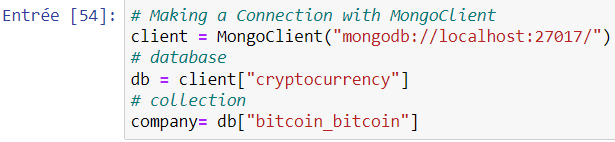 Entrée [54]: # Making a Connection with MongoClient
client = MongoClient("mongodb://localhost:27017/")
# database
db = client["cryptocurrency"]
# collection
company= db["bitcoin_bitcoin"]